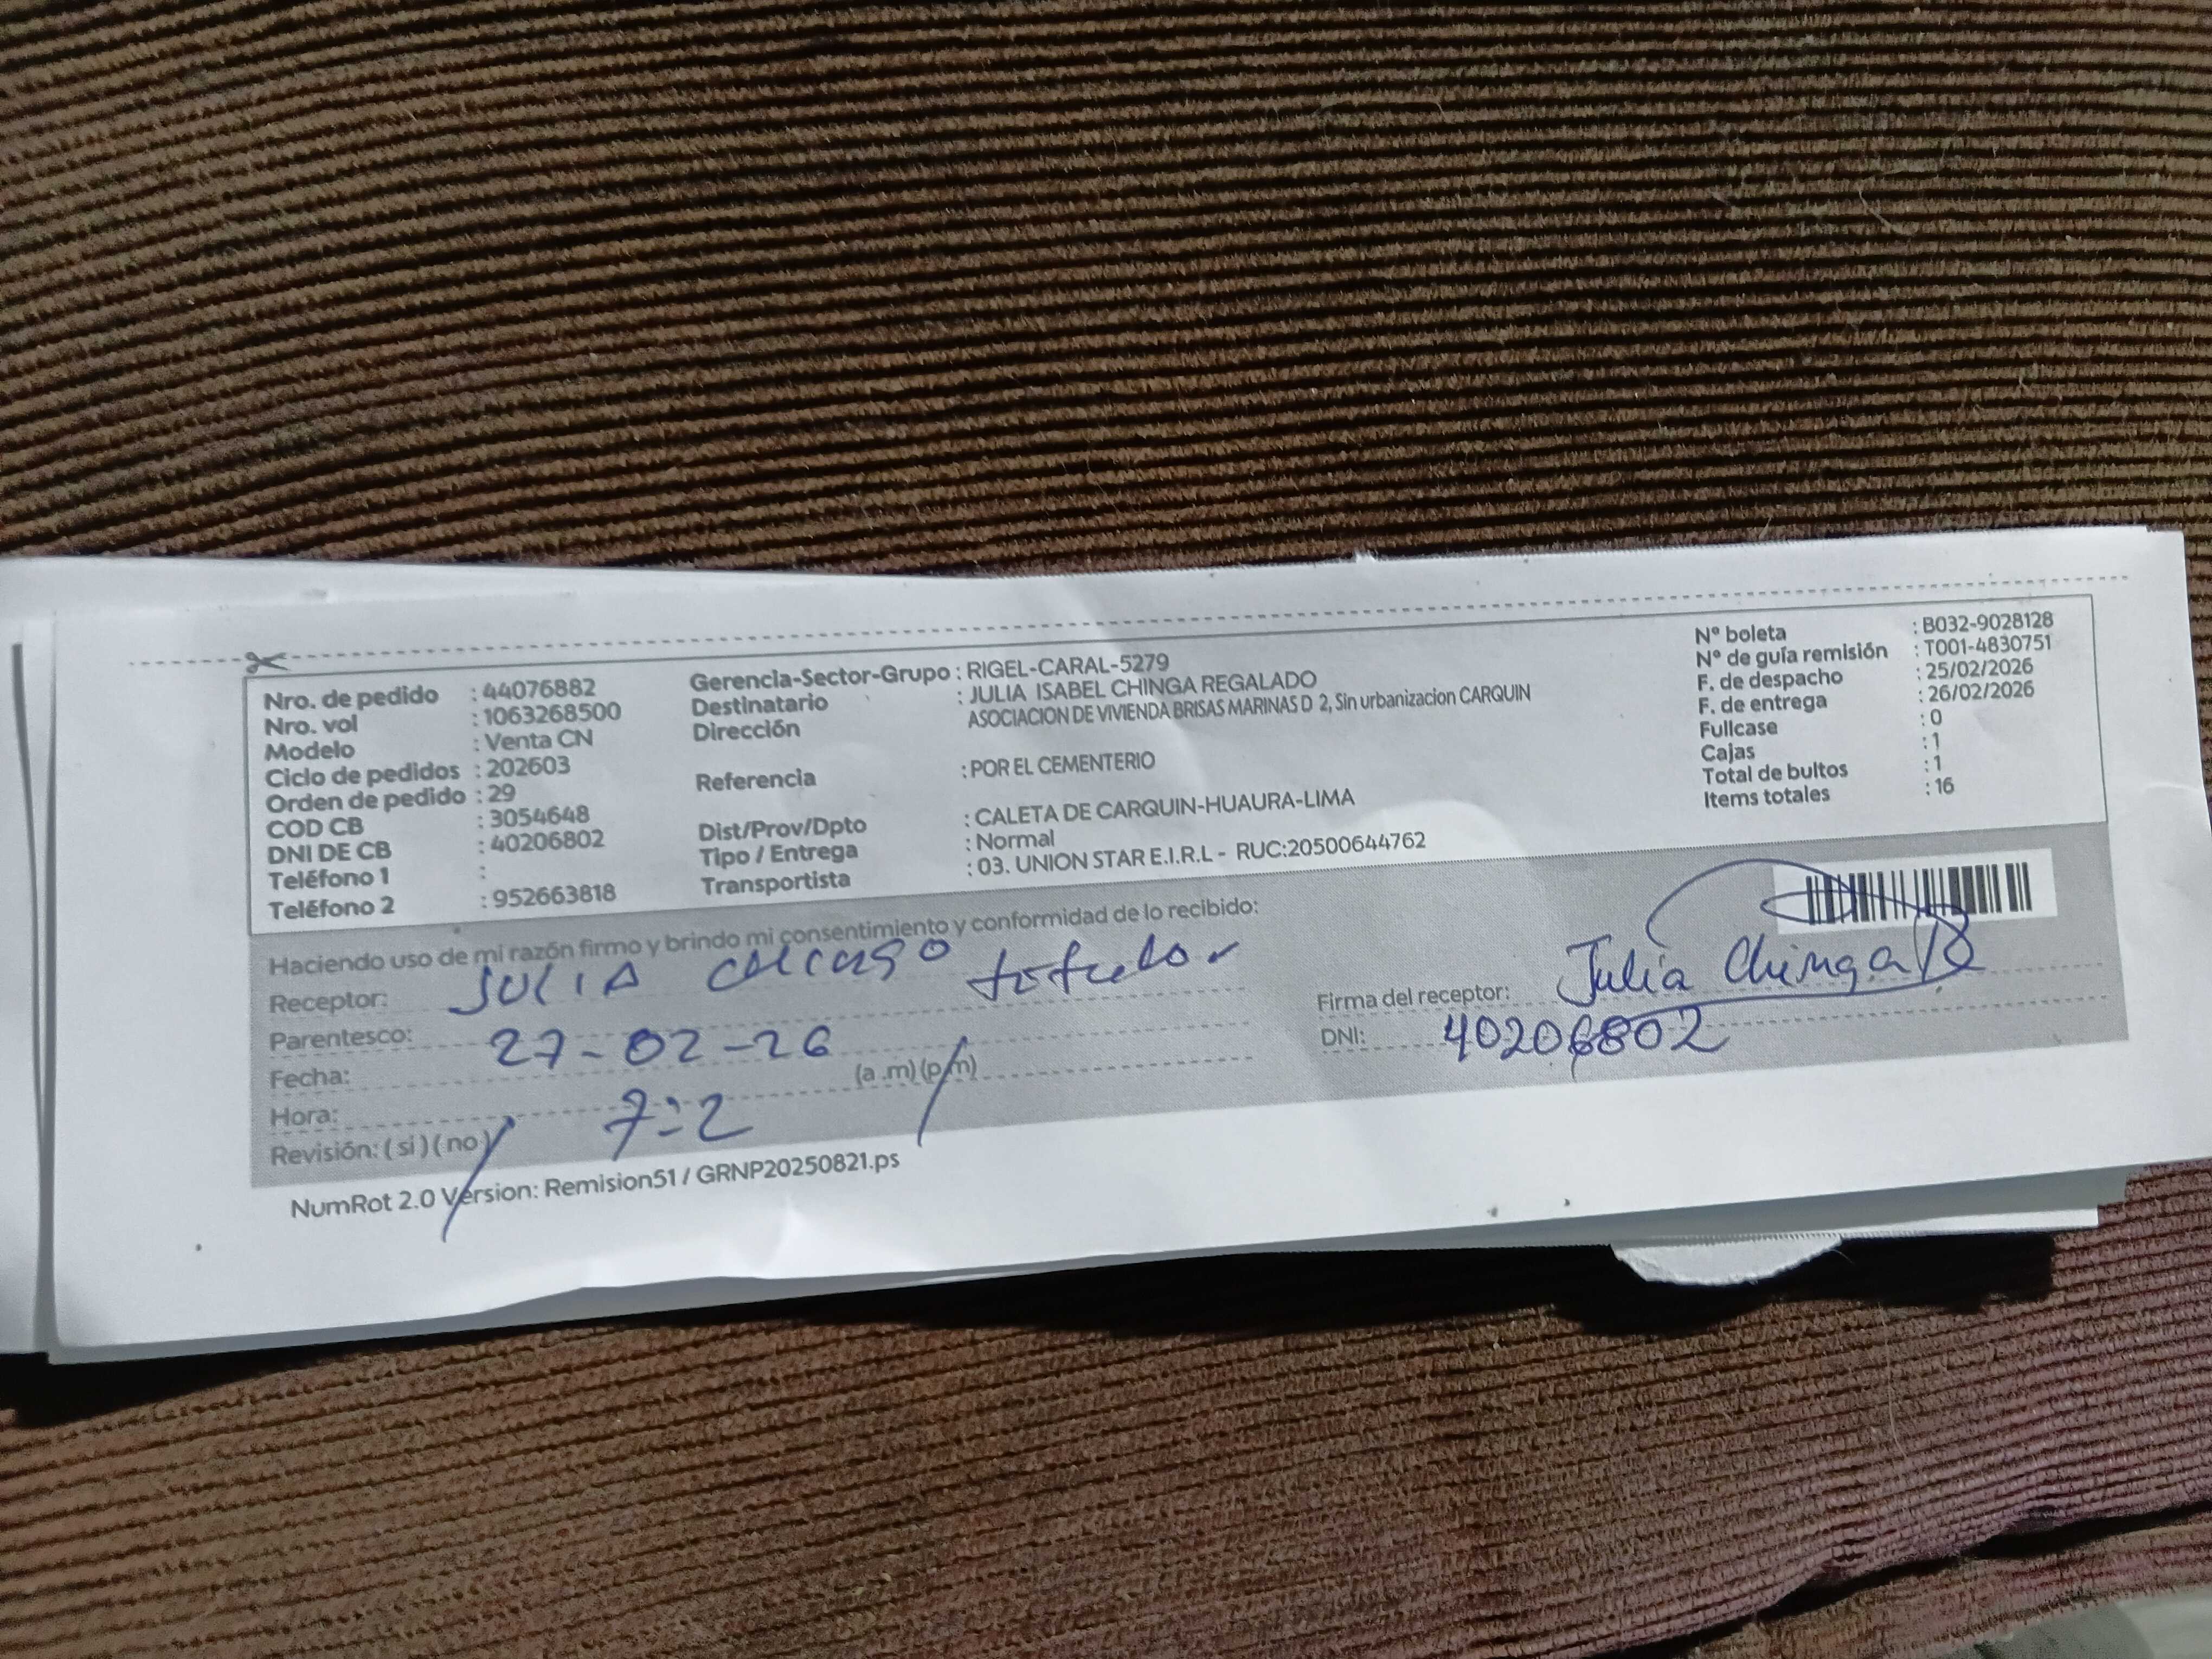 Nro. de pedido : 44076882
Nro. vol : 1063268500
Modelo : Venta CN
Ciclo de pedidos : 202603
Orden de pedido : 29
COD CB : 3054648
DNI DE CB : 40206802
Teléfono 1 :
Teléfono 2 : 952663818
Gerencia-Sector-Grupo : RIGEL-CARAL-5279
Destinatario : JULIA ISABEL CHINGA REGALADO
Dirección ASOCIACION DE VIVIENDA BRISAS MARINAS D 2, Sin urbanizacion CARQUIN
Referencia : POR EL CEMENTERIO
Dist/Prov/Dpto : CALETA DE CARQUIN-HUAURA-LIMA
Tipo / Entrega : Normal
Transportista : 03. UNION STAR E.I.R.L - RUC:20500644762
Nº boleta : B032-9028128
Nº de guía remisión : T001-4830751
F. de despacho : 25/02/2026
F. de entrega : 26/02/2026
Fullcase : 0
Cajas : 1
Total de bultos : 1
Items totales : 16
Haciendo uso de mi razón firmo y brindo mi consentimiento y conformidad de lo recibido:
Receptor: JULIA
Parentesco:
Fecha: 27-02-26
Hora: 7:2 (a .m) (p.m)
Revisión: ( si ) ( no )
Firma del receptor: Julia Chinga R
DNI: 40206802
NumRot 2.0 Version: Remision51 / GRNP20250821.ps